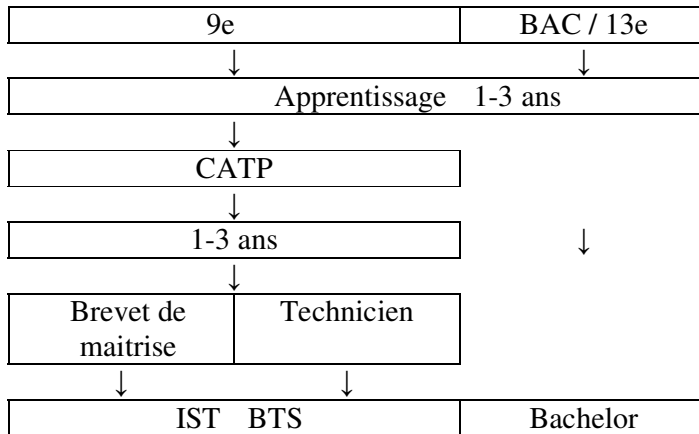 9e BAC / 13e
↓ ↓
Apprentissage 1-3 ans
↓
CATP
↓
1-3 ans ↓
↓
Brevet de Technicien
maitrise
↓ ↓
IST BTS Bachelor